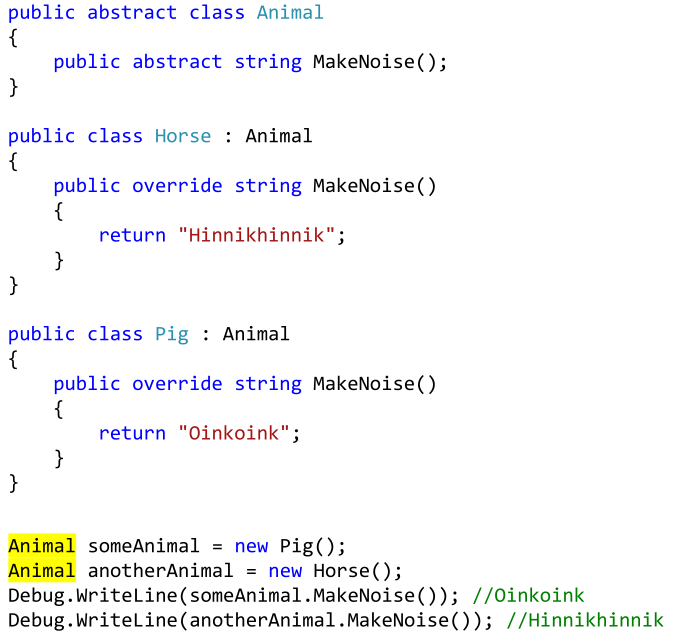 public abstract class Animal
{
    public abstract string MakeNoise();
}
public class Horse : Animal
{
    public override string MakeNoise()
    {
        return "Hinnikhinnik";
    }
}
public class Pig : Animal
{
    public override string MakeNoise()
    {
        return "Oinkoink";
    }
}
Animal someAnimal = new Pig();
Animal anotherAnimal = new Horse();
Debug.WriteLine(someAnimal.MakeNoise()); //Oinkoink
Debug.WriteLine(anotherAnimal.MakeNoise()); //Hinnikhinnik